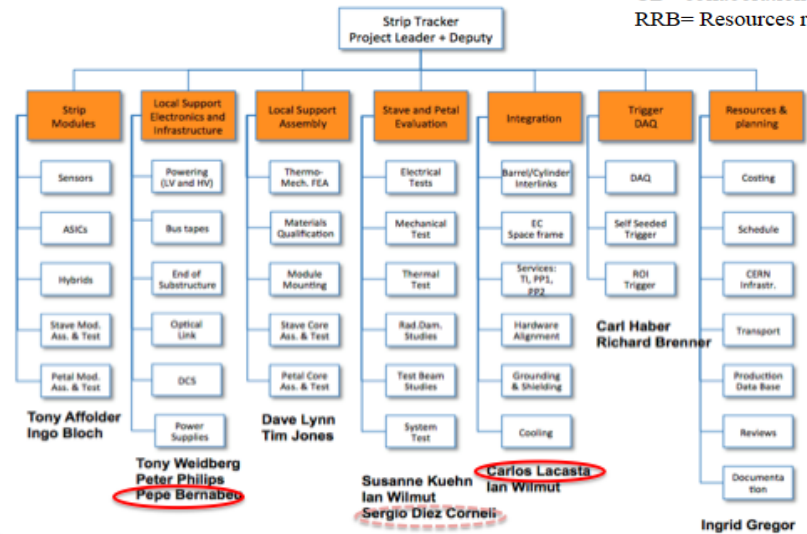 RRB= Resources r
Strip Tracker
Project Leader + Deputy
Strip
Modules
Sensors
ASICs
Hybrids
Stave Mod.
Ass. & Test
Petal Mod.
Ass. & Test
Tony Affolder
Ingo Bloch
Local Support
Electronics and
Infrastructure
Powering
(LV and HV)
Bus tapes
End of
Substructure
Optical
Link
DCS
Power
Supplies
Tony Weidberg
Peter Philips
Pepe Bernabeu
Local Support
Assembly
Thermo-
Mech. FEA
Materials
Qualification
Module
Mounting
Stave Core
Ass. & Test
Petal Core
Ass. & Test
Dave Lynn
Tim Jones
Stave and Petal
Evaluation
Electrical
Tests
Mechanical
Test
Thermal
Test
Rad.Dam.
Studies
Test Beam
Studies
System
Test
Susanne Kuehn
Ian Wilmut
Sergio Diez Corneli
Integration
Barrel/Cylinder
Interlinks
EC
Space frame
Services:
TI, PP1,
PP2
Hardware
Alignment
Grounding
& Shielding
Cooling
Carlos Lacasta
Ian Wilmut
Trigger
DAQ
DAQ
Self Seeded
Trigger
ROI
Trigger
Carl Haber
Richard Brenner
Resources &
planning
Costing
Schedule
CERN
Infrastr.
Transport
Production
Data Base
Reviews
Documenta
tion
Ingrid Gregor